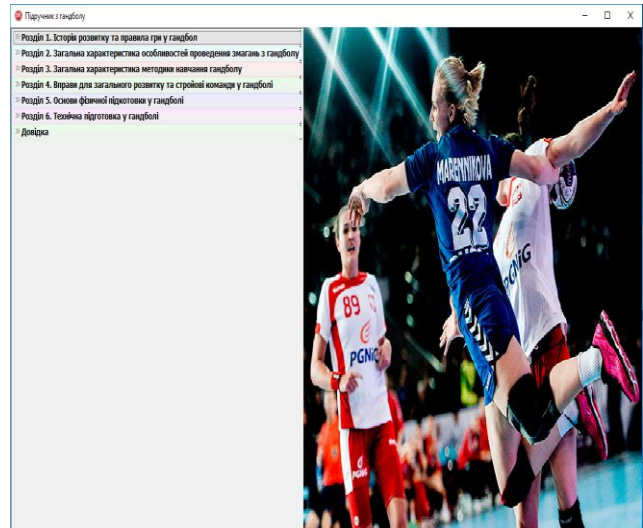 Підручник з гандболу
Розділ 1. Історія розвитку та правила гри у гандбол
Розділ 2. Загальна характеристика особливостей проведення змагань з гандболу
Розділ 3. Загальна характеристика методики навчання гандболу
Розділ 4. Вправи для загального розвитку та стройові команди у гандболі
Розділ 5. Основи фізичної підготовки у гандболі
Розділ 6. Технічна підготовка у гандболі
Довідка
MARENNIKOVA
22
PGNiG
89
PGNiG